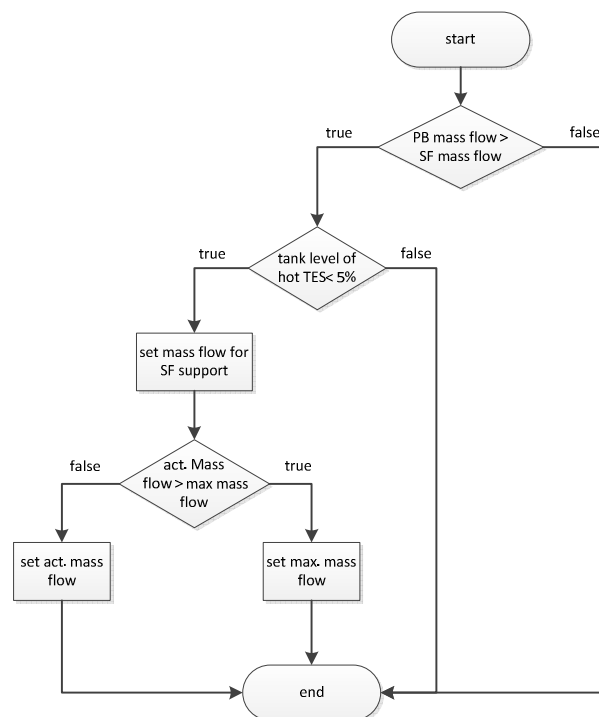 start
PB mass flow >
SF mass flow
true
false
tank level of
hot TES< 5%
true
false
set mass flow for
SF support
act. Mass
flow > max mass
flow
false
true
set act. mass
flow
set max. mass
flow
end